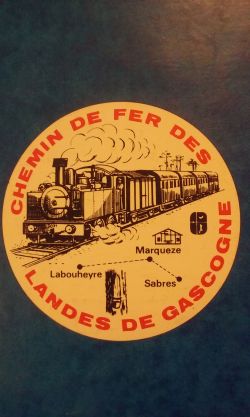 CHEMIN DE FER DES
LANDES DE GASCOGNE
Marqueze
Labouheyre
Sabres